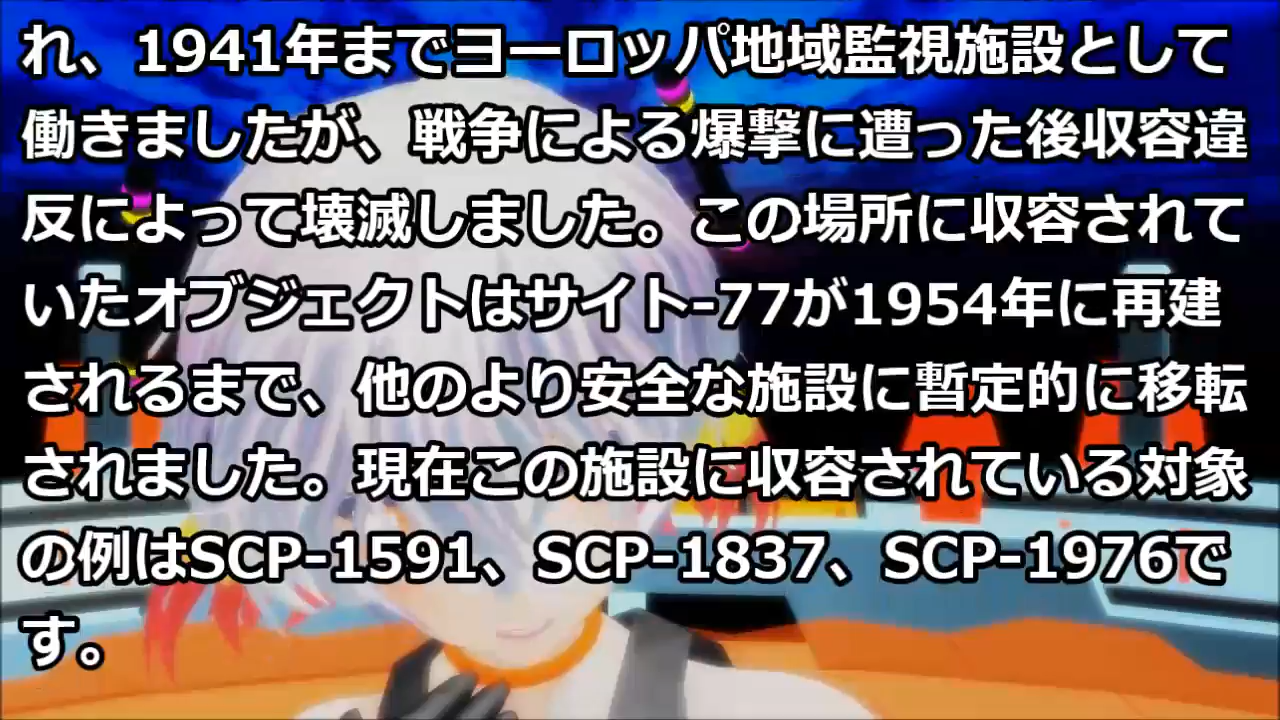 れ、1941年までヨーロッパ地域監視施設として
働きましたが、戦争による爆撃に遭った後収容違
反によって壊滅しました。この場所に収容されて
いたオブジェクトはサイト-77が1954年に再建
されるまで、他のより安全な施設に暫定的に移転
されました。現在この施設に収容されている対象
の例はSCP-1591、SCP-1837、SCP-1976で
す。